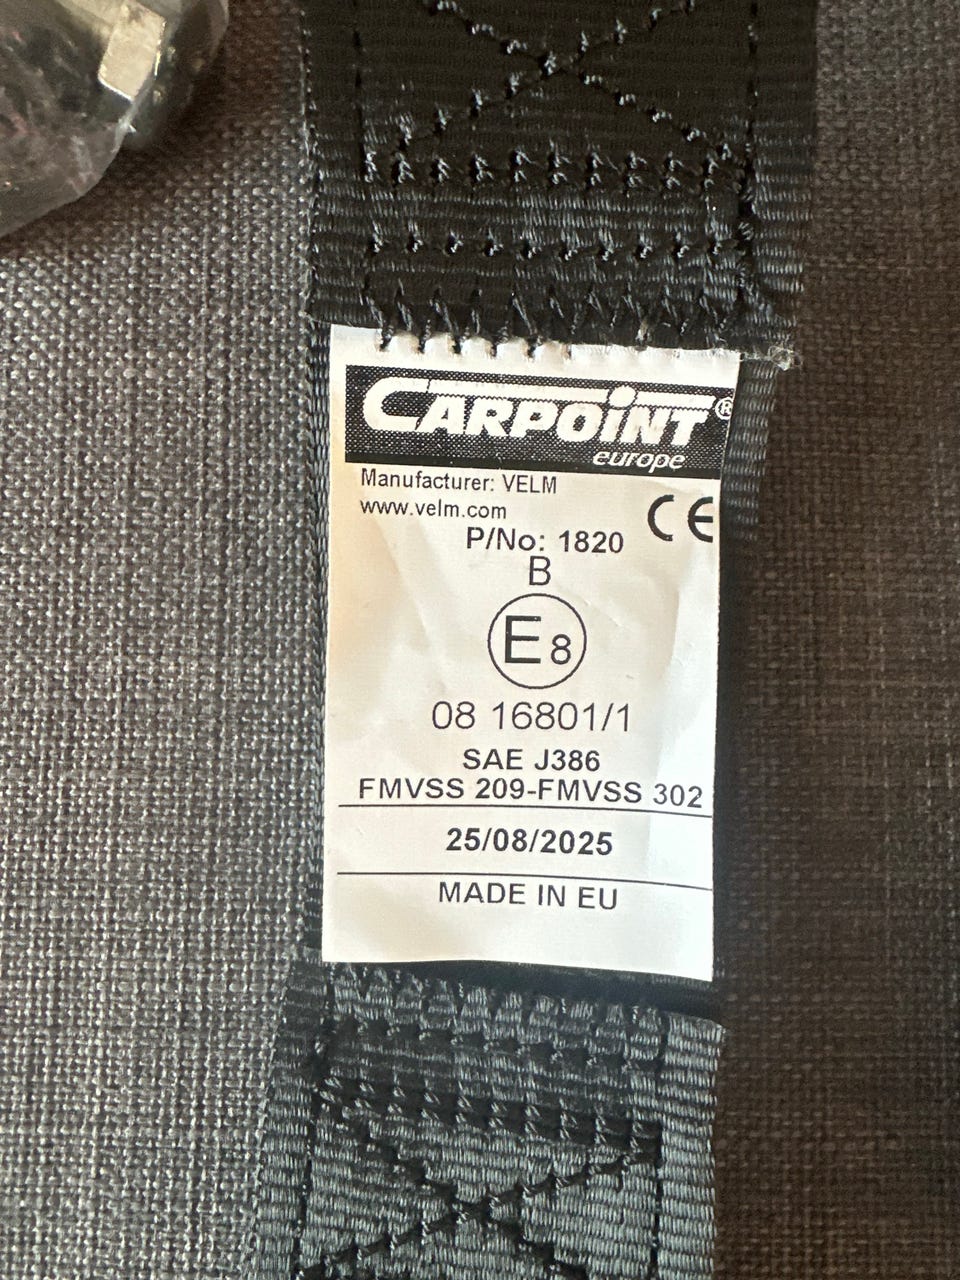 CARPOINT®
europe
Manufacturer: VELM
www.velm.com
CE
P/No: 1820
B
E8
08 16801/1
SAE J386
FMVSS 209-FMVSS 302
25/08/2025
MADE IN EU